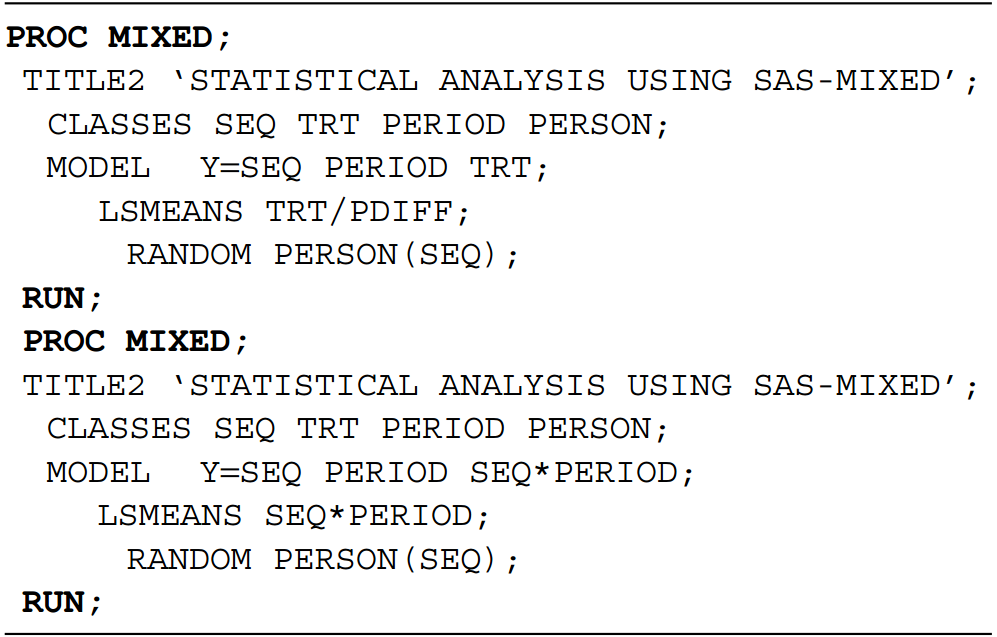 PROC MIXED;
TITLE2 ‘STATISTICAL ANALYSIS USING SAS-MIXED’;
CLASSES SEQ TRT PERIOD PERSON;
MODEL Y=SEQ PERIOD TRT;
LSMEANS TRT/PDIFF;
RANDOM PERSON(SEQ);
RUN;
PROC MIXED;
TITLE2 ‘STATISTICAL ANALYSIS USING SAS-MIXED’;
CLASSES SEQ TRT PERIOD PERSON;
MODEL Y=SEQ PERIOD SEQ*PERIOD;
LSMEANS SEQ*PERIOD;
RANDOM PERSON(SEQ);
RUN;